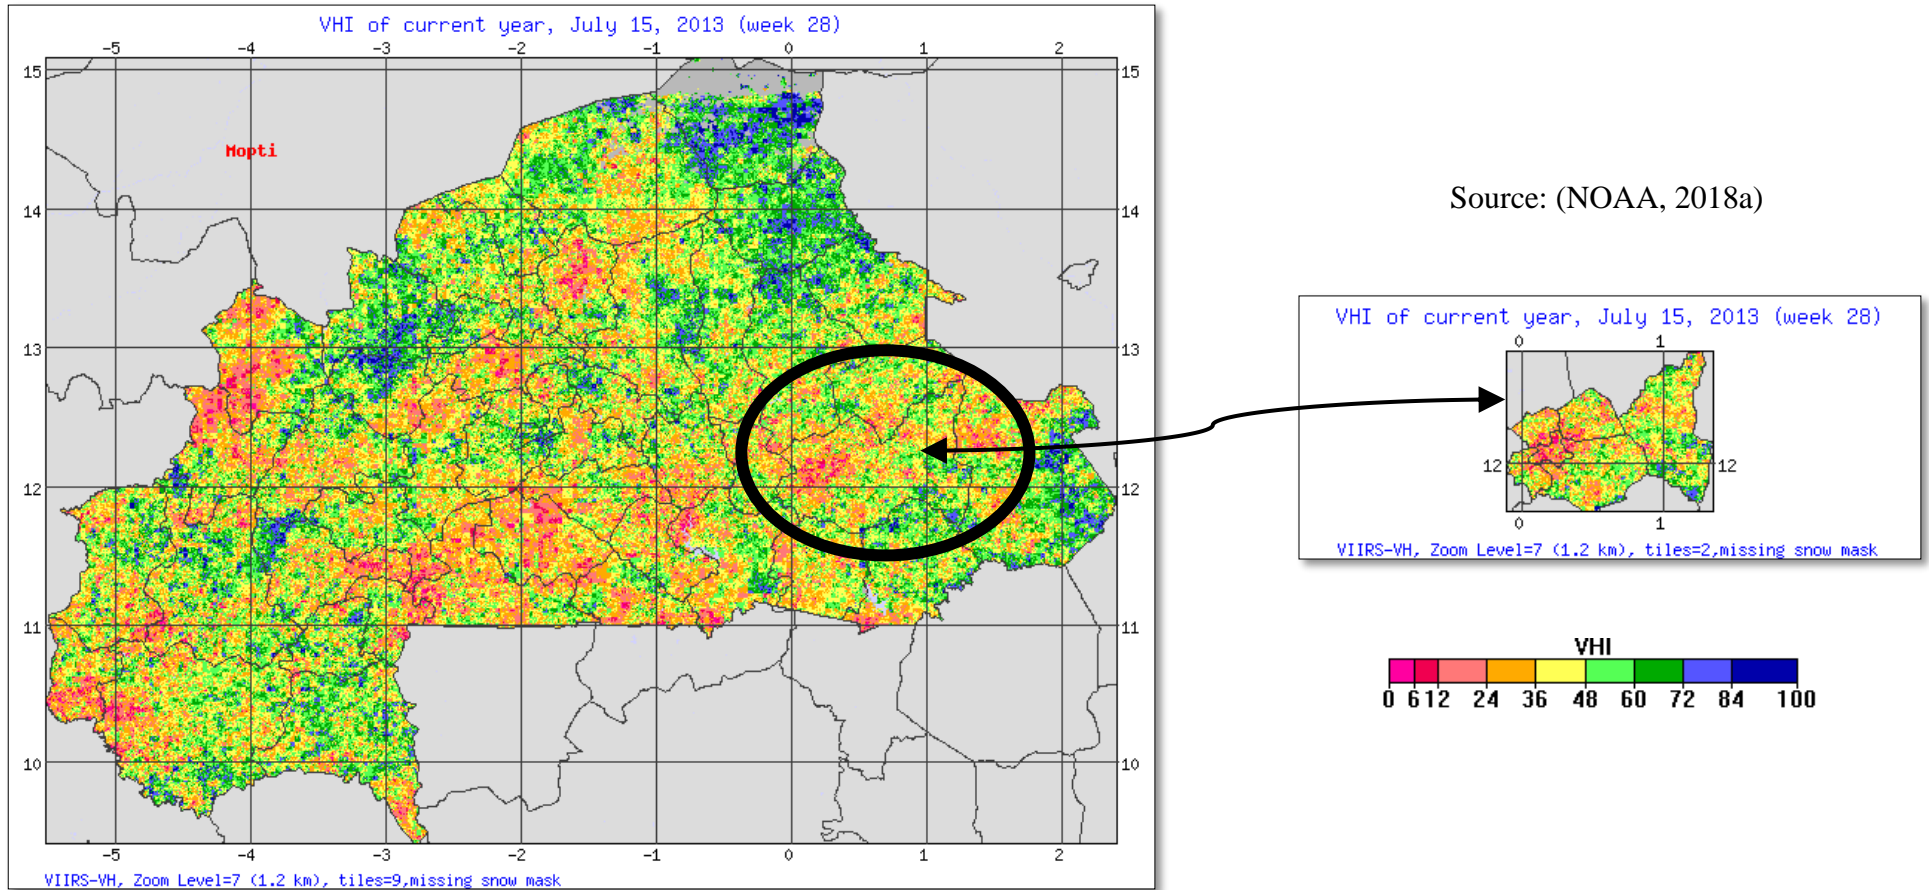 VHI of current year, July 15, 2013 (week 28)
-5 -4 -3 -2 -1 0 1 2
15 15
Mopti
14 14
13 13
12 12
11 11
10 10
-5 -4 -3 -2 -1 0 1 2
VIIRS-VH, Zoom Level=7 (1.2 km), tiles=9,missing snow mask
Source: (NOAA, 2018a)
VHI of current year, July 15, 2013 (week 28)
0 1
12 12
0 1
VIIRS-VH, Zoom Level=7 (1.2 km), tiles=2,missing snow mask
VHI
0 6 12 24 36 48 60 72 84 100